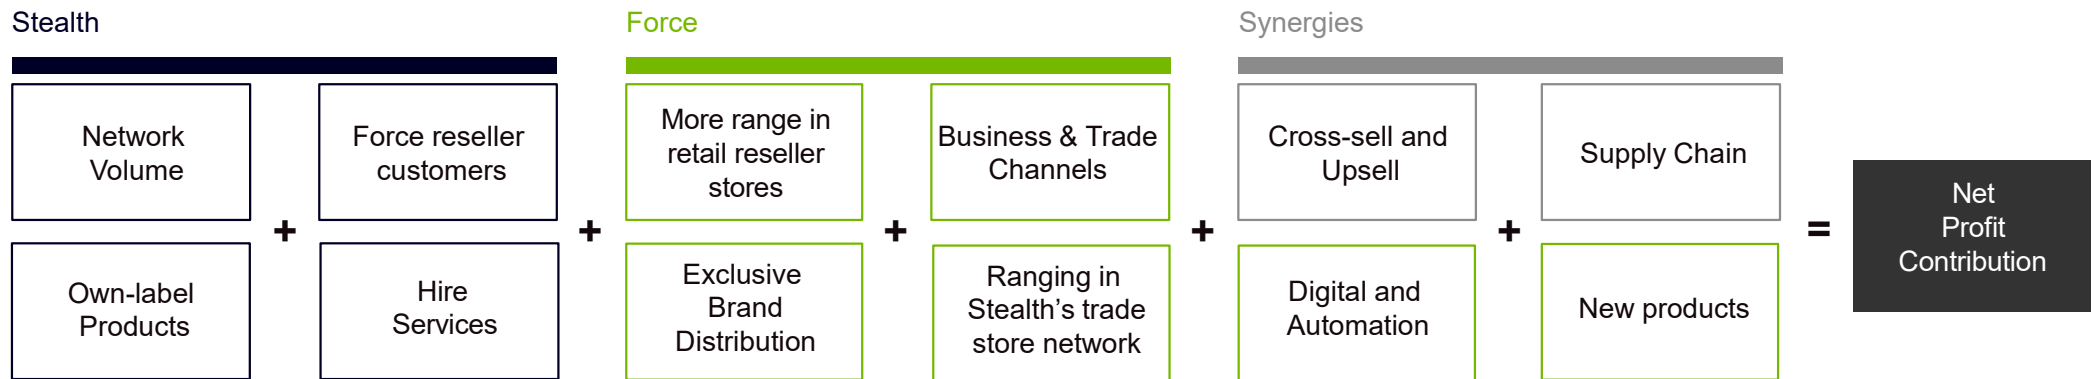 Stealth
Force
Synergies
Network
Volume
Force reseller
customers
More range in
retail reseller
stores
Business & Trade
Channels
Cross-sell and
Upsell
Supply Chain
+
+
+
+
+
=
Net
Profit
Contribution
Own-label
Products
Hire
Services
Exclusive
Brand
Distribution
Ranging in
Stealth’s trade
store network
Digital and
Automation
New products